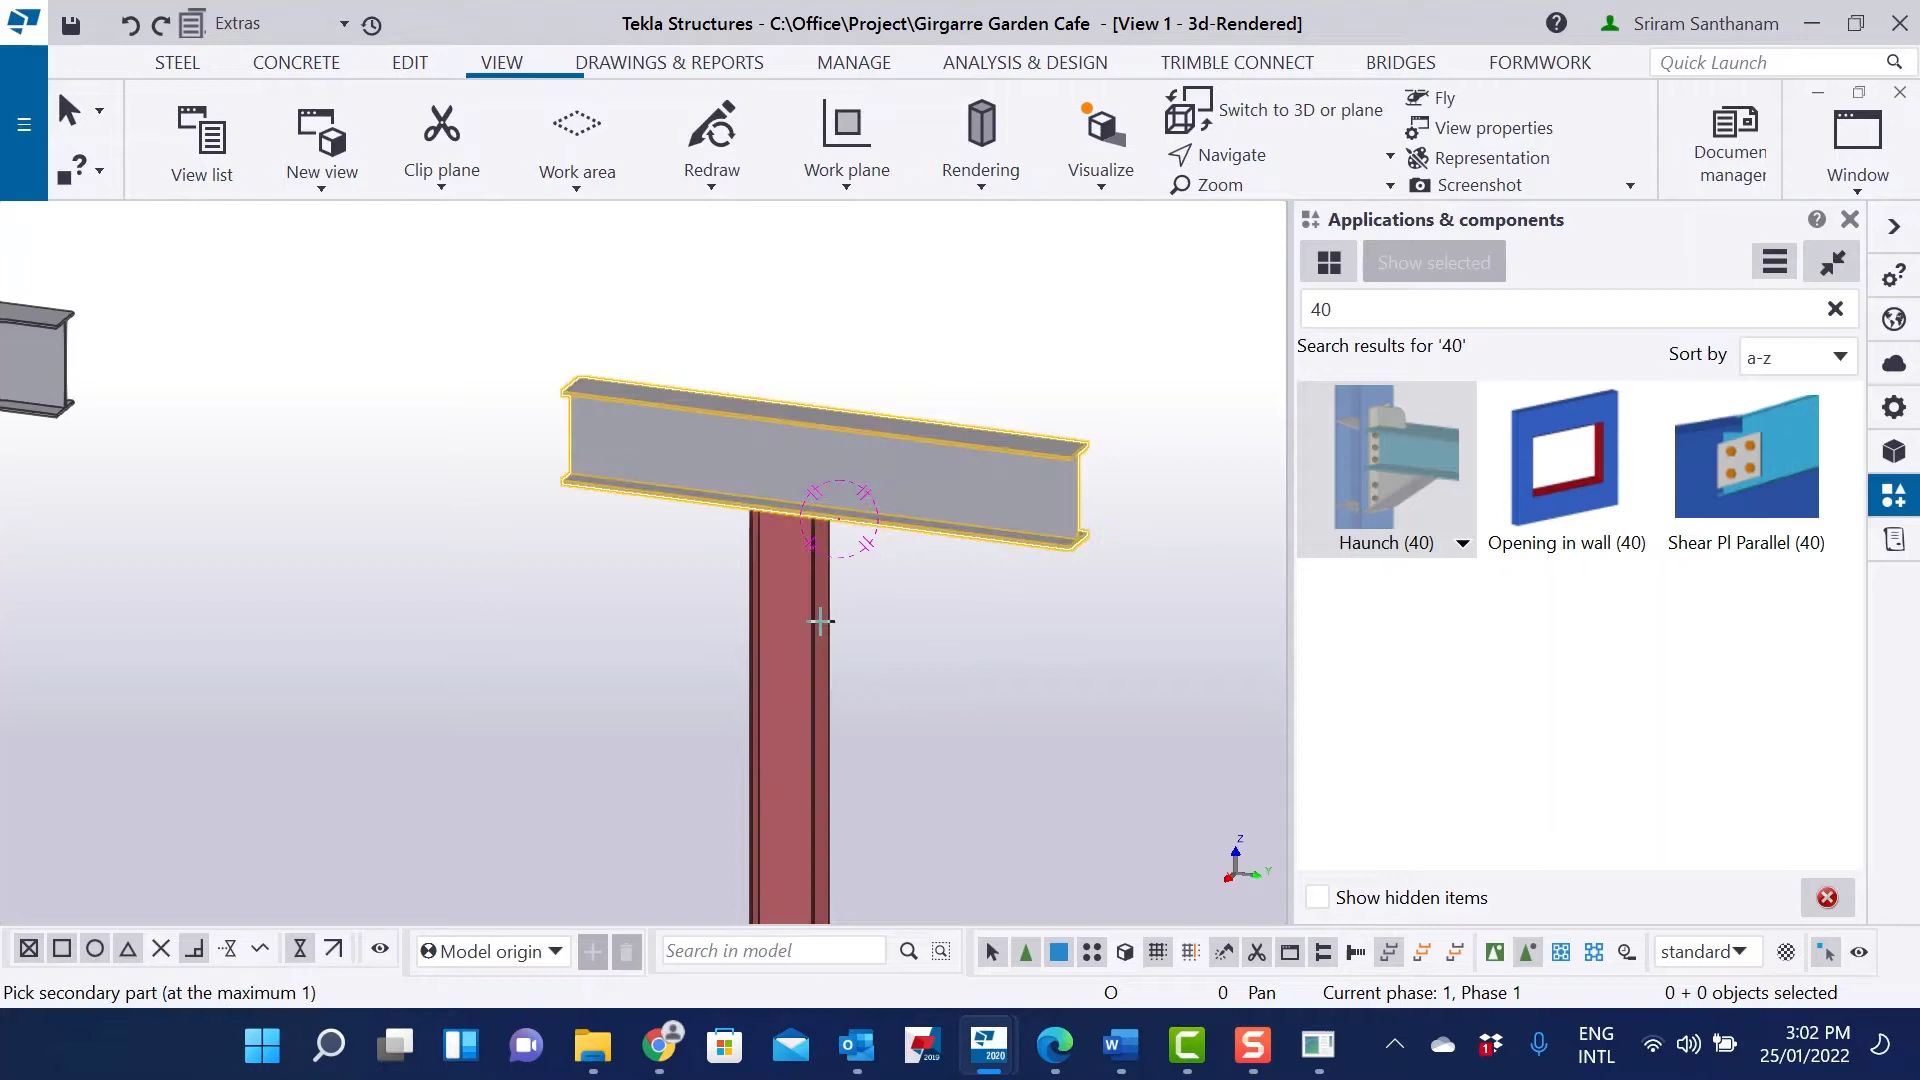 Extras
Tekla Structures - C:\Office\Project\Girgarre Garden Cafe - [View 1 - 3d-Rendered]
Sriram Santhanam
STEEL CONCRETE EDIT VIEW DRAWINGS & REPORTS MANAGE ANALYSIS & DESIGN TRIMBLE CONNECT BRIDGES FORMWORK
Quick Launch
View list
New view
Clip plane
Work area
Redraw
Work plane
Rendering
Visualize
Switch to 3D or plane
Navigate
Zoom
Fly
View properties
Representation
Screenshot
Documen
manager
Window
Applications & components
Show selected
40
Search results for '40'
Sort by a-z
Haunch (40)
Opening in wall (40)
Shear Pl Parallel (40)
Z
Y
Show hidden items
Model origin
Search in model
standard
Pick secondary part (at the maximum 1)
O 0 Pan Current phase: 1, Phase 1 0 + 0 objects selected
2019
2020
1
ENG
INTL
3:02 PM
25/01/2022